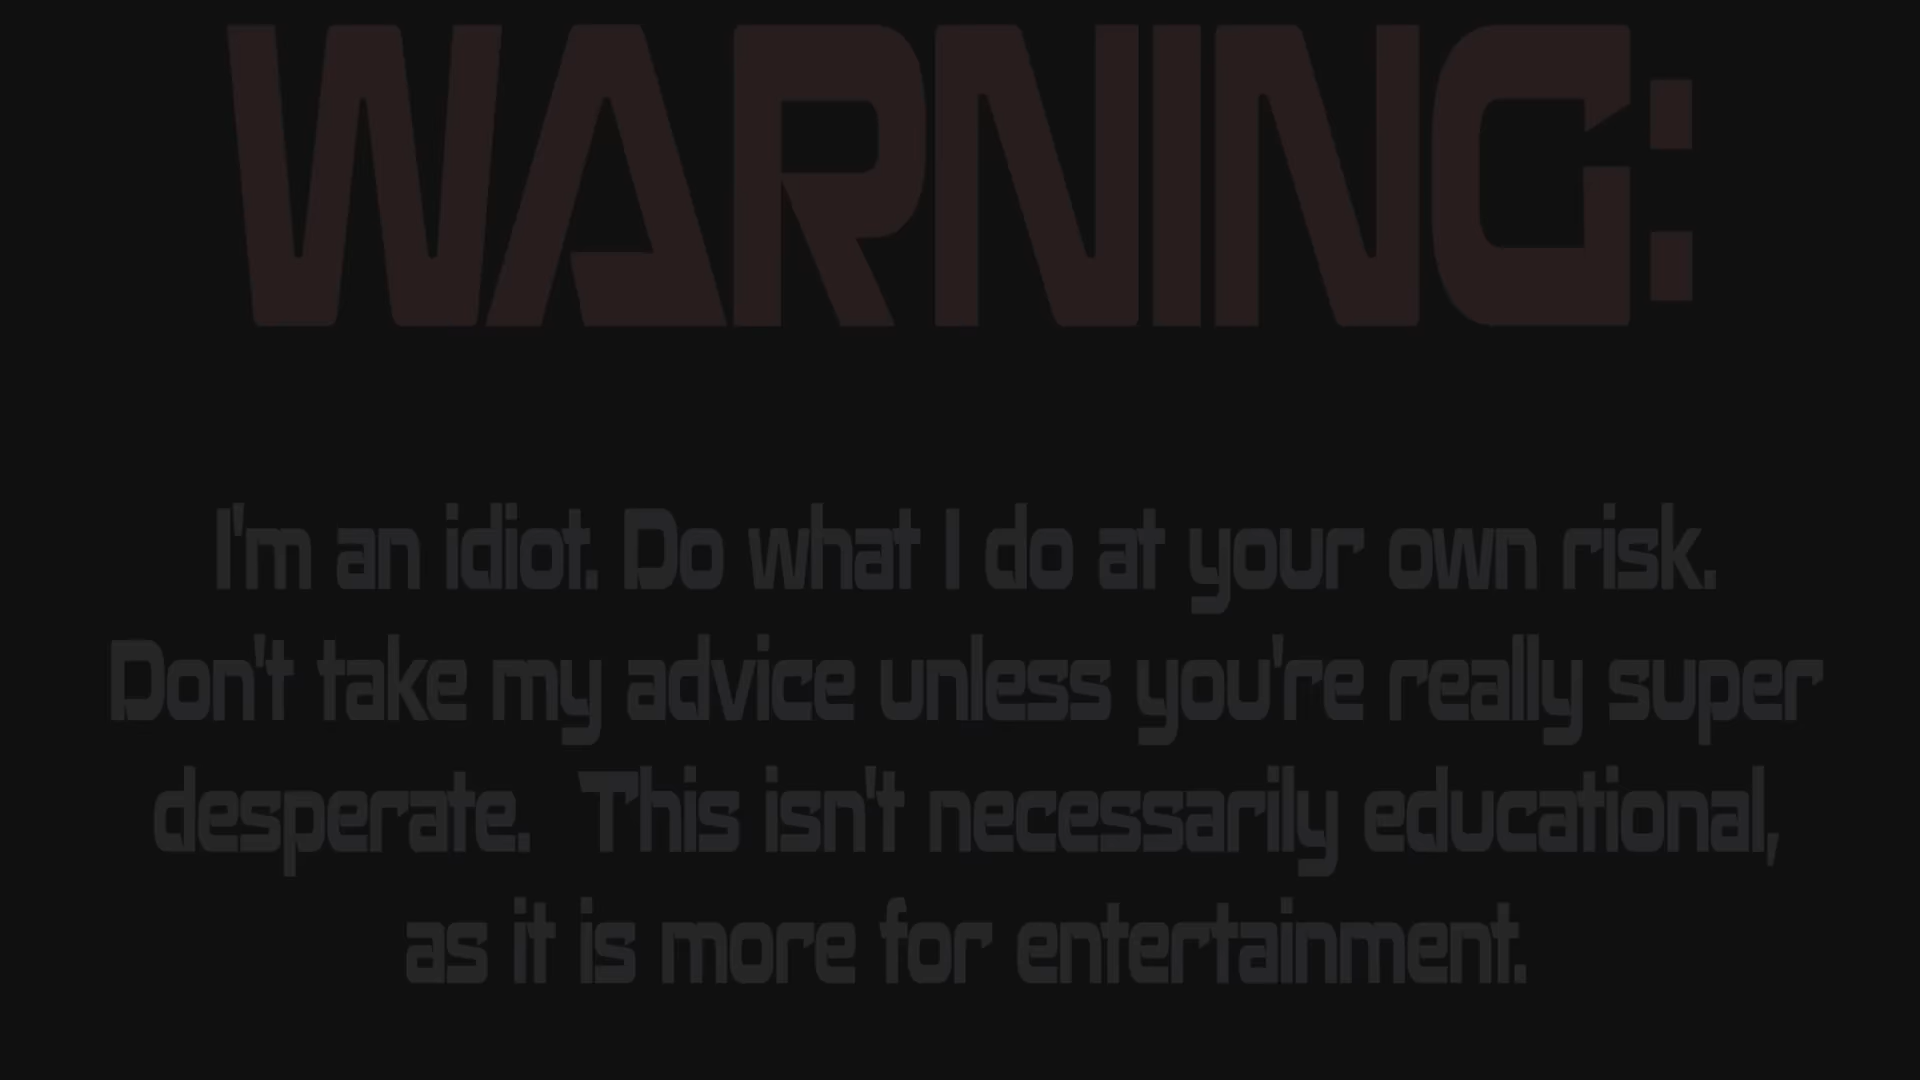 WARNING:
I'm an idiot. Do what I do at your own risk.
Don't take my advice unless you're really super
desperate.  This isn't necessarily educational,
as it is more for entertainment.